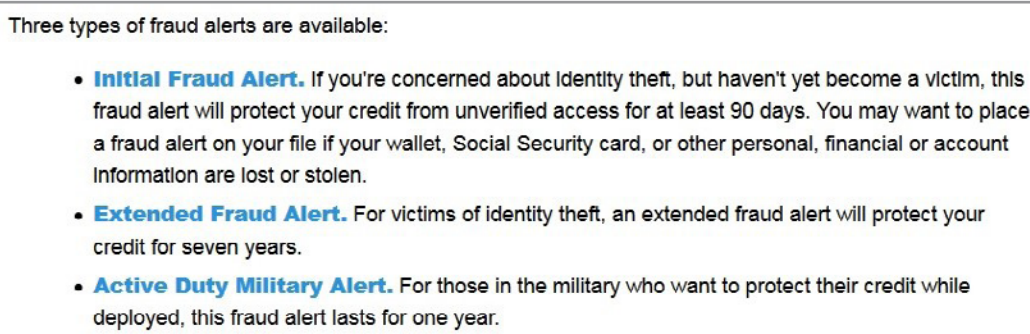 Three types of fraud alerts are available:
• Initial Fraud Alert. If you're concerned about identity theft, but haven't yet become a victim, this
fraud alert will protect your credit from unverified access for at least 90 days. You may want to place
a fraud alert on your file if your wallet, Social Security card, or other personal, financial or account
information are lost or stolen.
• Extended Fraud Alert. For victims of identity theft, an extended fraud alert will protect your
credit for seven years.
• Active Duty Military Alert. For those in the military who want to protect their credit while
deployed, this fraud alert lasts for one year.